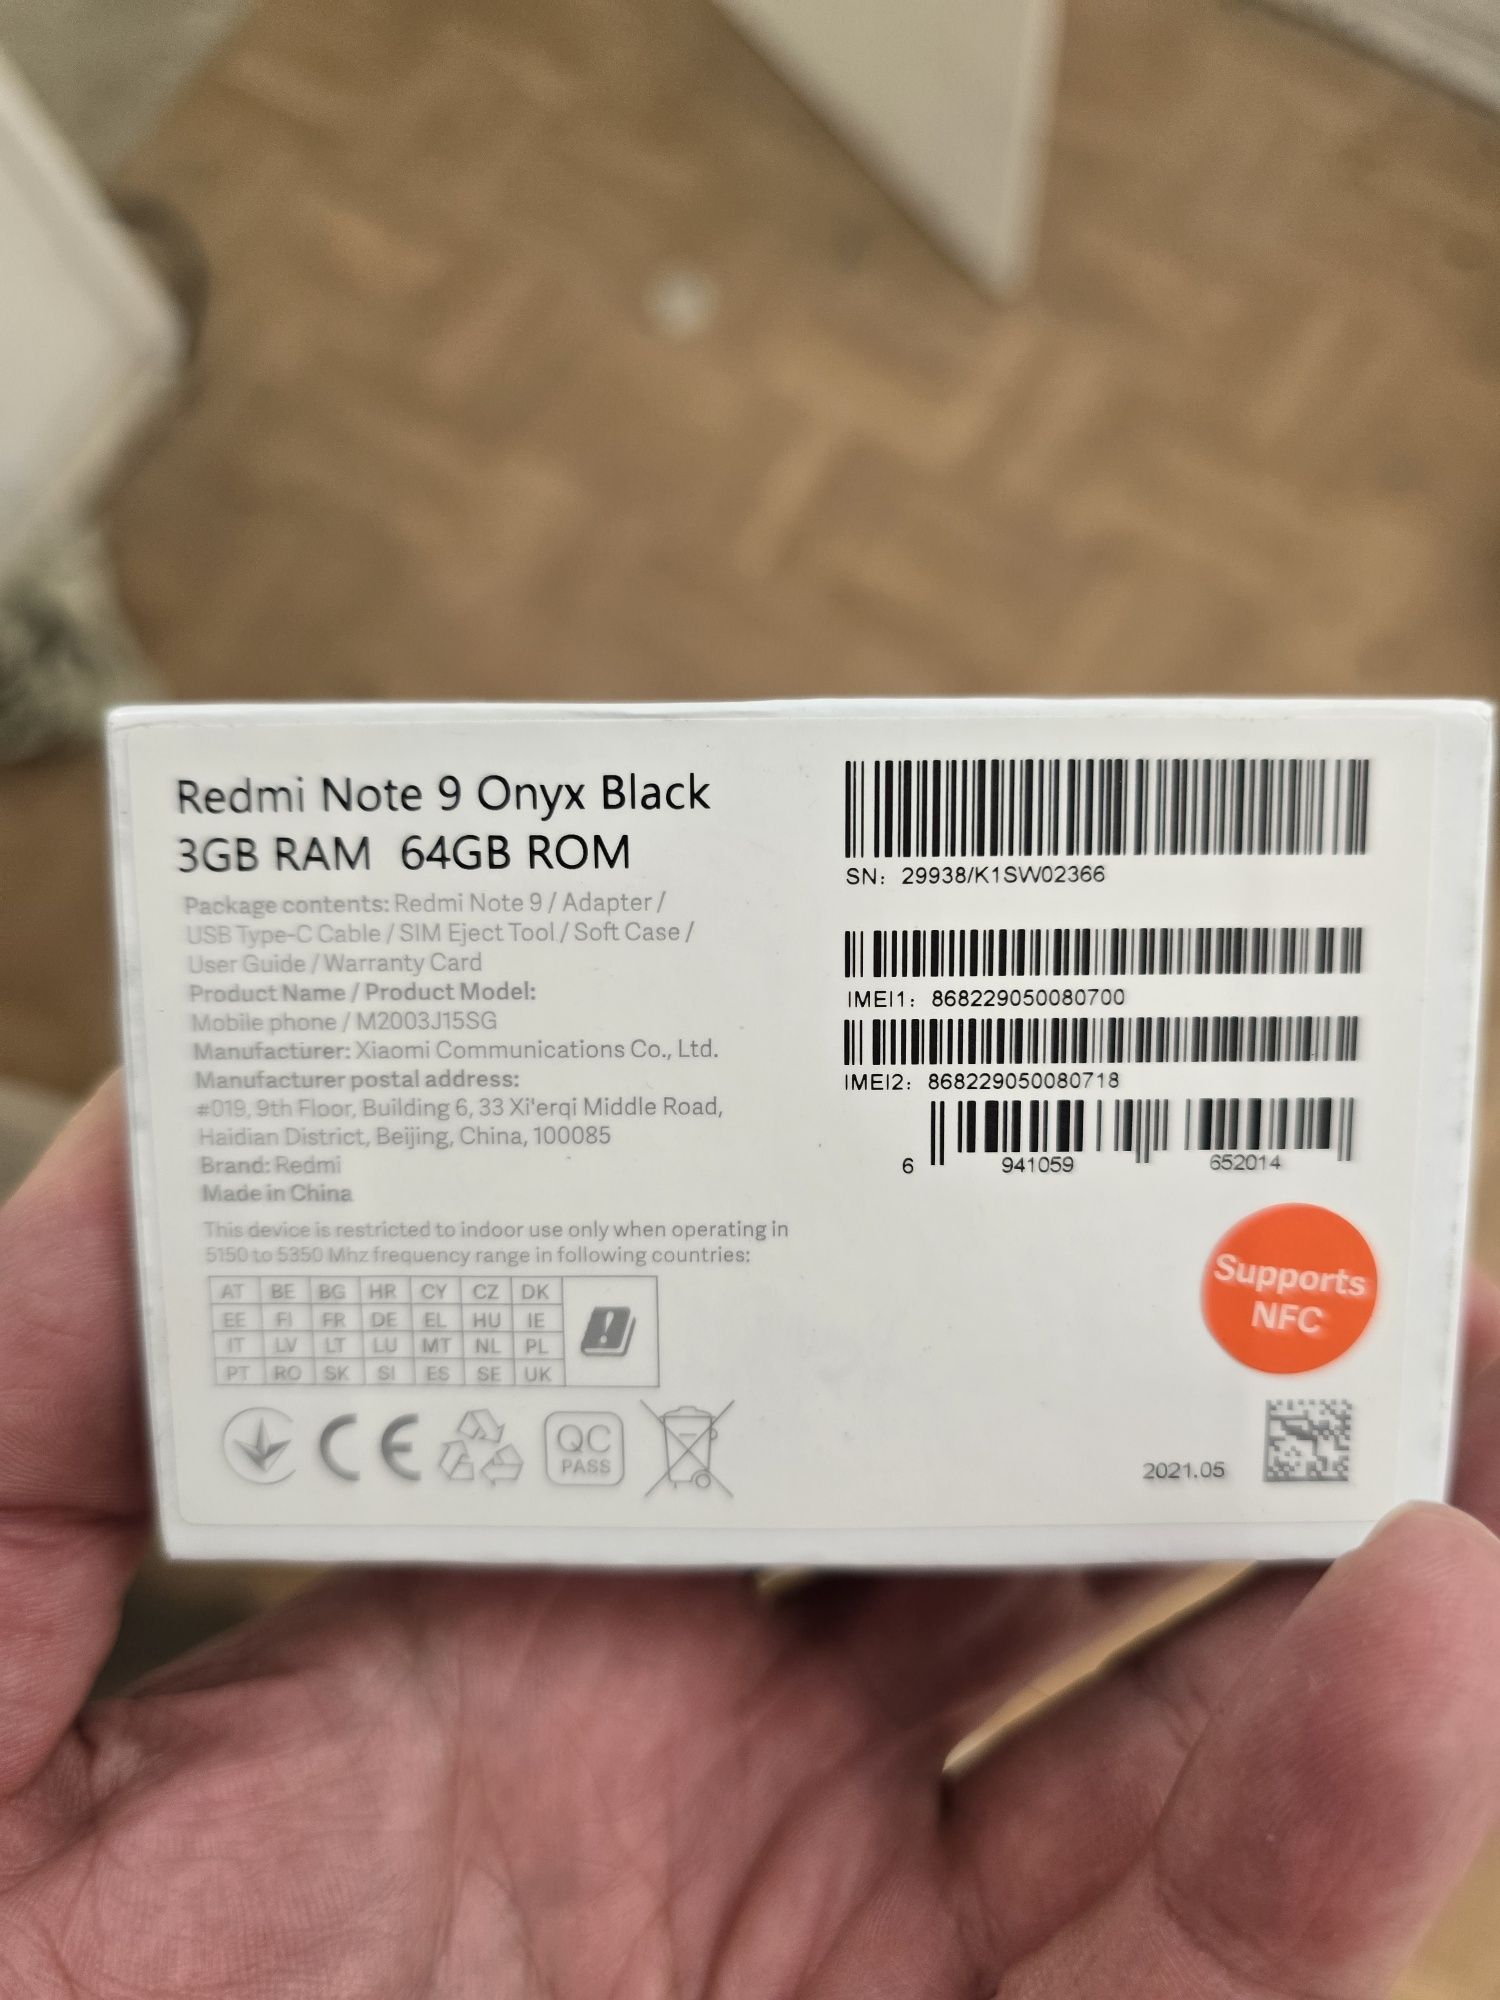 Redmi Note 9 Onyx Black
3GB RAM 64GB ROM
Package contents: Redmi Note 9 / Adapter /
USB Type-C Cable / SIM Eject Tool / Soft Case /
User Guide / Warranty Card
Product Name / Product Model:
Mobile phone / M2003J15SG
Manufacturer: Xiaomi Communications Co., Ltd.
Manufacturer postal address:
#019, 9th Floor, Building 6, 33 Xi'erqi Middle Road,
Haidian District, Beijing, China, 100085
Brand: Redmi
Made in China
This device is restricted to indoor use only when operating in
5150 to 5350 Mhz frequency range in following countries:
AT BE BG HR CY CZ DK
EE FI FR DE EL HU IE
IT LV LT LU MT NL PL
PT RO SK SI ES SE UK
CE
QC
PASS
SN: 29938/K1SW02366
IMEI1: 868229050080700
IMEI2: 868229050080718
6 941059 652014
Supports
NFC
2021.05